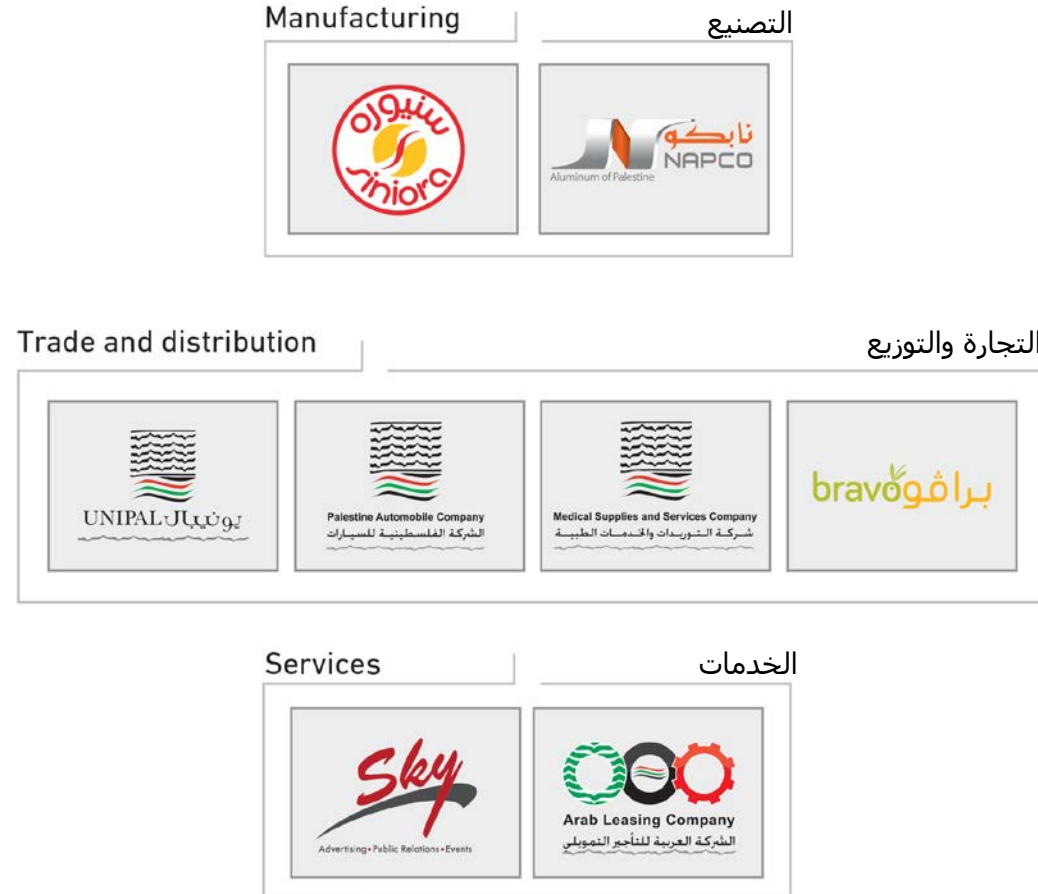 Manufacturing التصنيع
سنيوره
siniora
نابكو
NAPCO
Aluminum of Palestine
Trade and distribution التجارة والتوزيع
UNIPAL يونيبال
Palestine Automobile Company
الشركة الفلسطينية للسيارات
Medical Supplies and Services Company
شركة التوريدات والخدمات الطبية
bravo براڤو
Services الخدمات
Sky
Advertising • Public Relations • Events
Arab Leasing Company
الشركة العربية للتأجير التمويلي